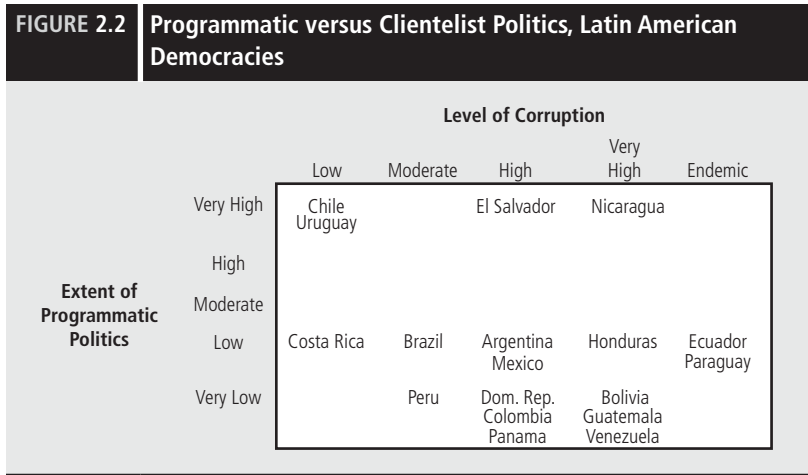 FIGURE 2.2 Programmatic versus Clientelist Politics, Latin American
Democracies
Level of Corruption
Low Moderate High Very High Endemic
Very High Chile Uruguay El Salvador Nicaragua
High
Extent of Programmatic Politics
Moderate
Low Costa Rica Brazil Argentina Mexico Honduras Ecuador Paraguay
Very Low Peru Dom. Rep. Colombia Panama Bolivia Guatemala Venezuela